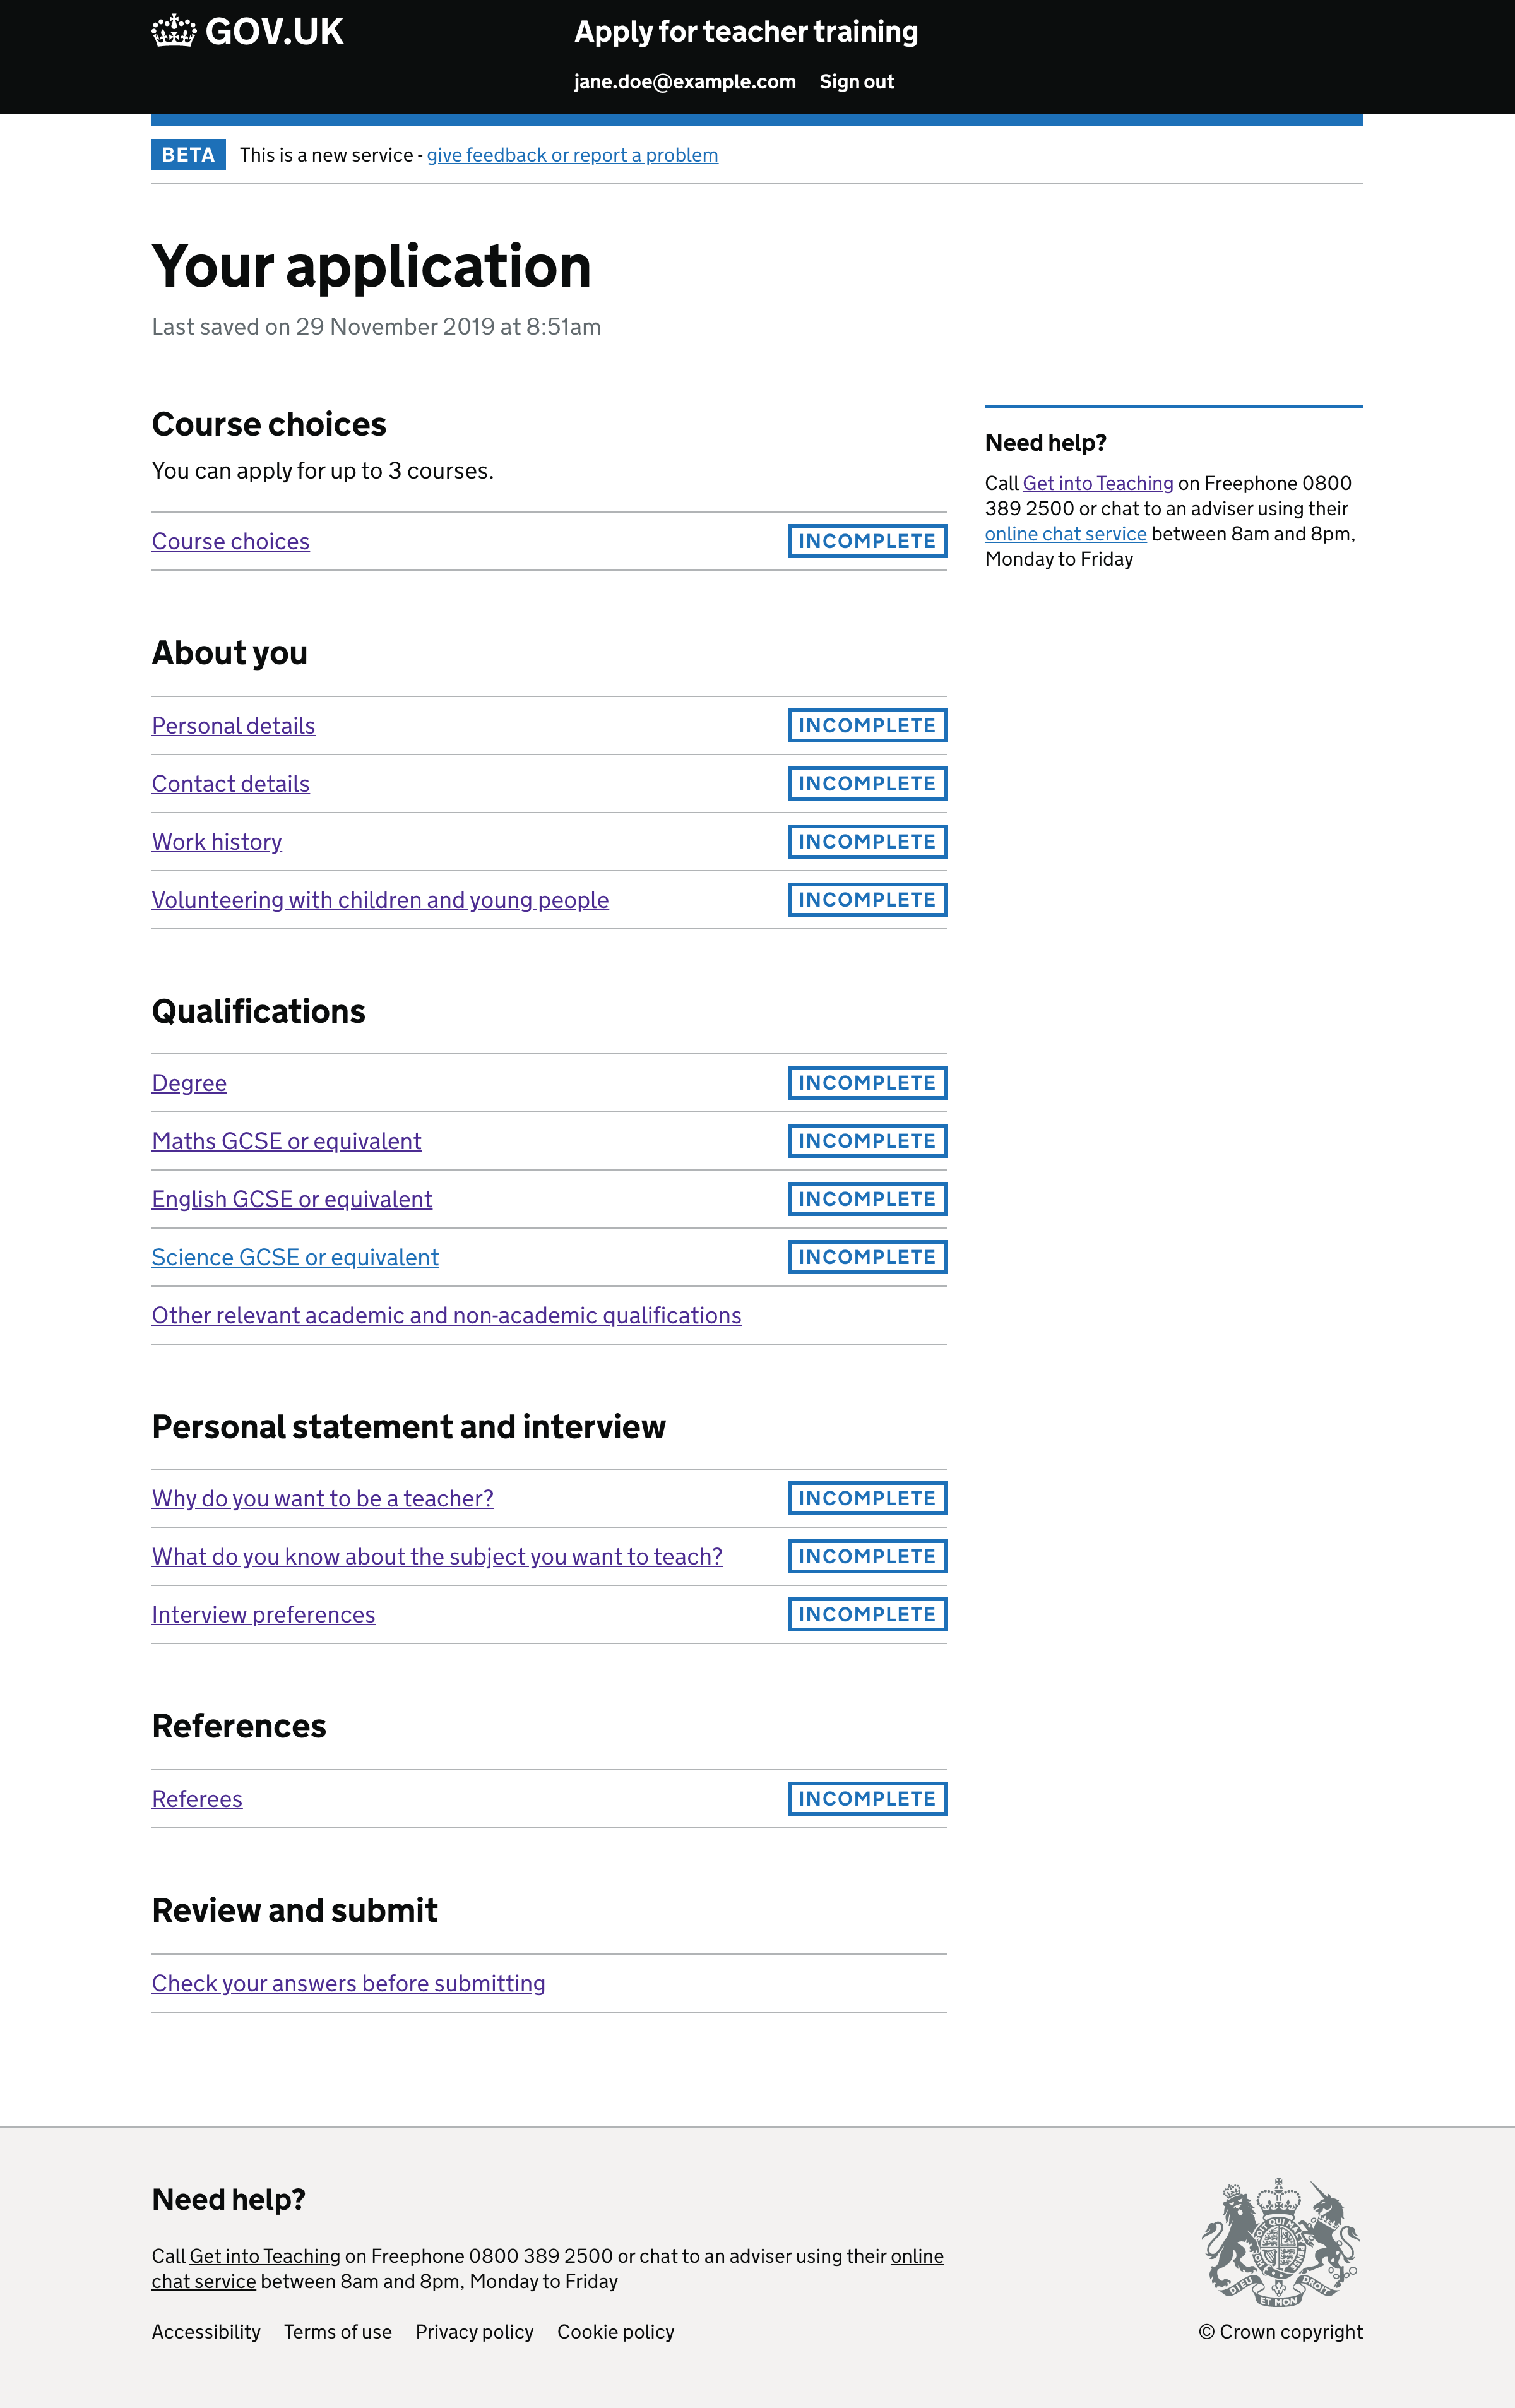 GOV.UK
Apply for teacher training
jane.doe@example.com Sign out
BETA This is a new service - give feedback or report a problem
Your application
Last saved on 29 November 2019 at 8:51am
Course choices
You can apply for up to 3 courses.
Course choices INCOMPLETE
Need help?
Call Get into Teaching on Freephone 0800
389 2500 or chat to an adviser using their
online chat service between 8am and 8pm,
Monday to Friday
About you
Personal details INCOMPLETE
Contact details INCOMPLETE
Work history INCOMPLETE
Volunteering with children and young people INCOMPLETE
Qualifications
Degree INCOMPLETE
Maths GCSE or equivalent INCOMPLETE
English GCSE or equivalent INCOMPLETE
Science GCSE or equivalent INCOMPLETE
Other relevant academic and non-academic qualifications
Personal statement and interview
Why do you want to be a teacher? INCOMPLETE
What do you know about the subject you want to teach? INCOMPLETE
Interview preferences INCOMPLETE
References
Referees INCOMPLETE
Review and submit
Check your answers before submitting
Need help?
Call Get into Teaching on Freephone 0800 389 2500 or chat to an adviser using their online
chat service between 8am and 8pm, Monday to Friday
Accessibility Terms of use Privacy policy Cookie policy
DIEU ET MON DROIT
© Crown copyright